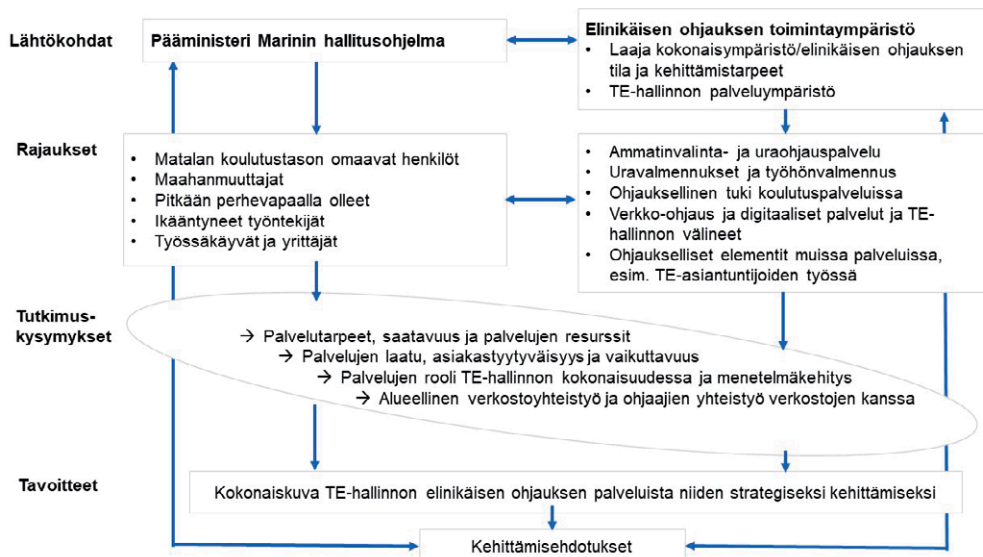 Lähtökohdat
Pääministeri Marinin hallitusohjelma
Elinikäisen ohjauksen toimintaympäristö
• Laaja kokonaisympäristö/elinikäisen ohjauksen
tila ja kehittämistarpeet
• TE-hallinnon palveluympäristö
Rajaukset
• Matalan koulutustason omaavat henkilöt
• Maahanmuuttajat
• Pitkään perhevapaalla olleet
• Ikääntyneet työntekijät
• Työssäkäyvät ja yrittäjät
• Ammatinvalinta- ja uraohjauspalvelu
• Uravalmennukset ja työhönvalmennus
• Ohjauksellinen tuki koulutuspalveluissa
• Verkko-ohjaus ja digitaaliset palvelut ja TE-
hallinnon välineet
• Ohjaukselliset elementit muissa palveluissa,
esim. TE-asiantuntijoiden työssä
Tutkimus-
kysymykset
→ Palvelutarpeet, saatavuus ja palvelujen resurssit
→ Palvelujen laatu, asiakastyytyväisyys ja vaikuttavuus
→ Palvelujen rooli TE-hallinnon kokonaisuudessa ja menetelmäkehitys
→ Alueellinen verkostoyhteistyö ja ohjaajien yhteistyö verkostojen kanssa
Tavoitteet
Kokonaiskuva TE-hallinnon elinikäisen ohjauksen palveluista niiden strategiseksi kehittämiseksi
Kehittämisehdotukset